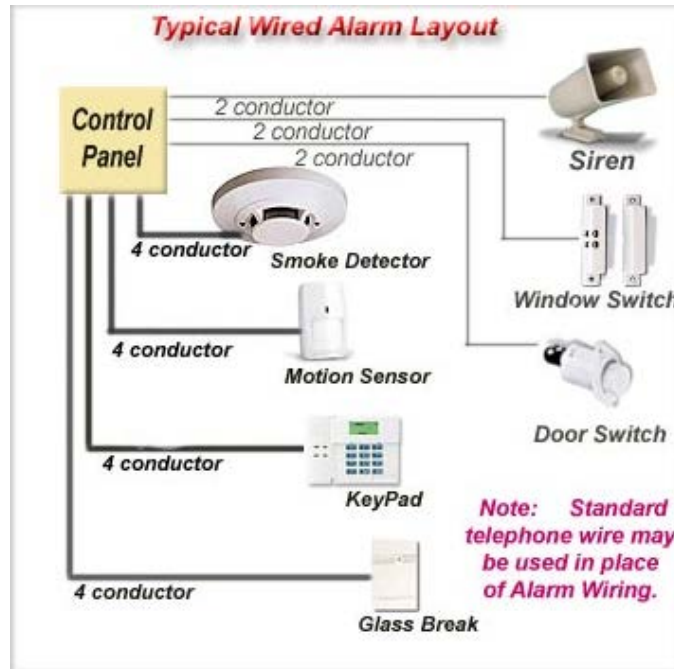 Typical Wired Alarm Layout
Control
Panel
2 conductor
2 conductor
2 conductor
Siren
4 conductor
Smoke Detector
Window Switch
4 conductor
Motion Sensor
Door Switch
4 conductor
KeyPad
Note: Standard
telephone wire may
be used in place
of Alarm Wiring.
4 conductor
Glass Break